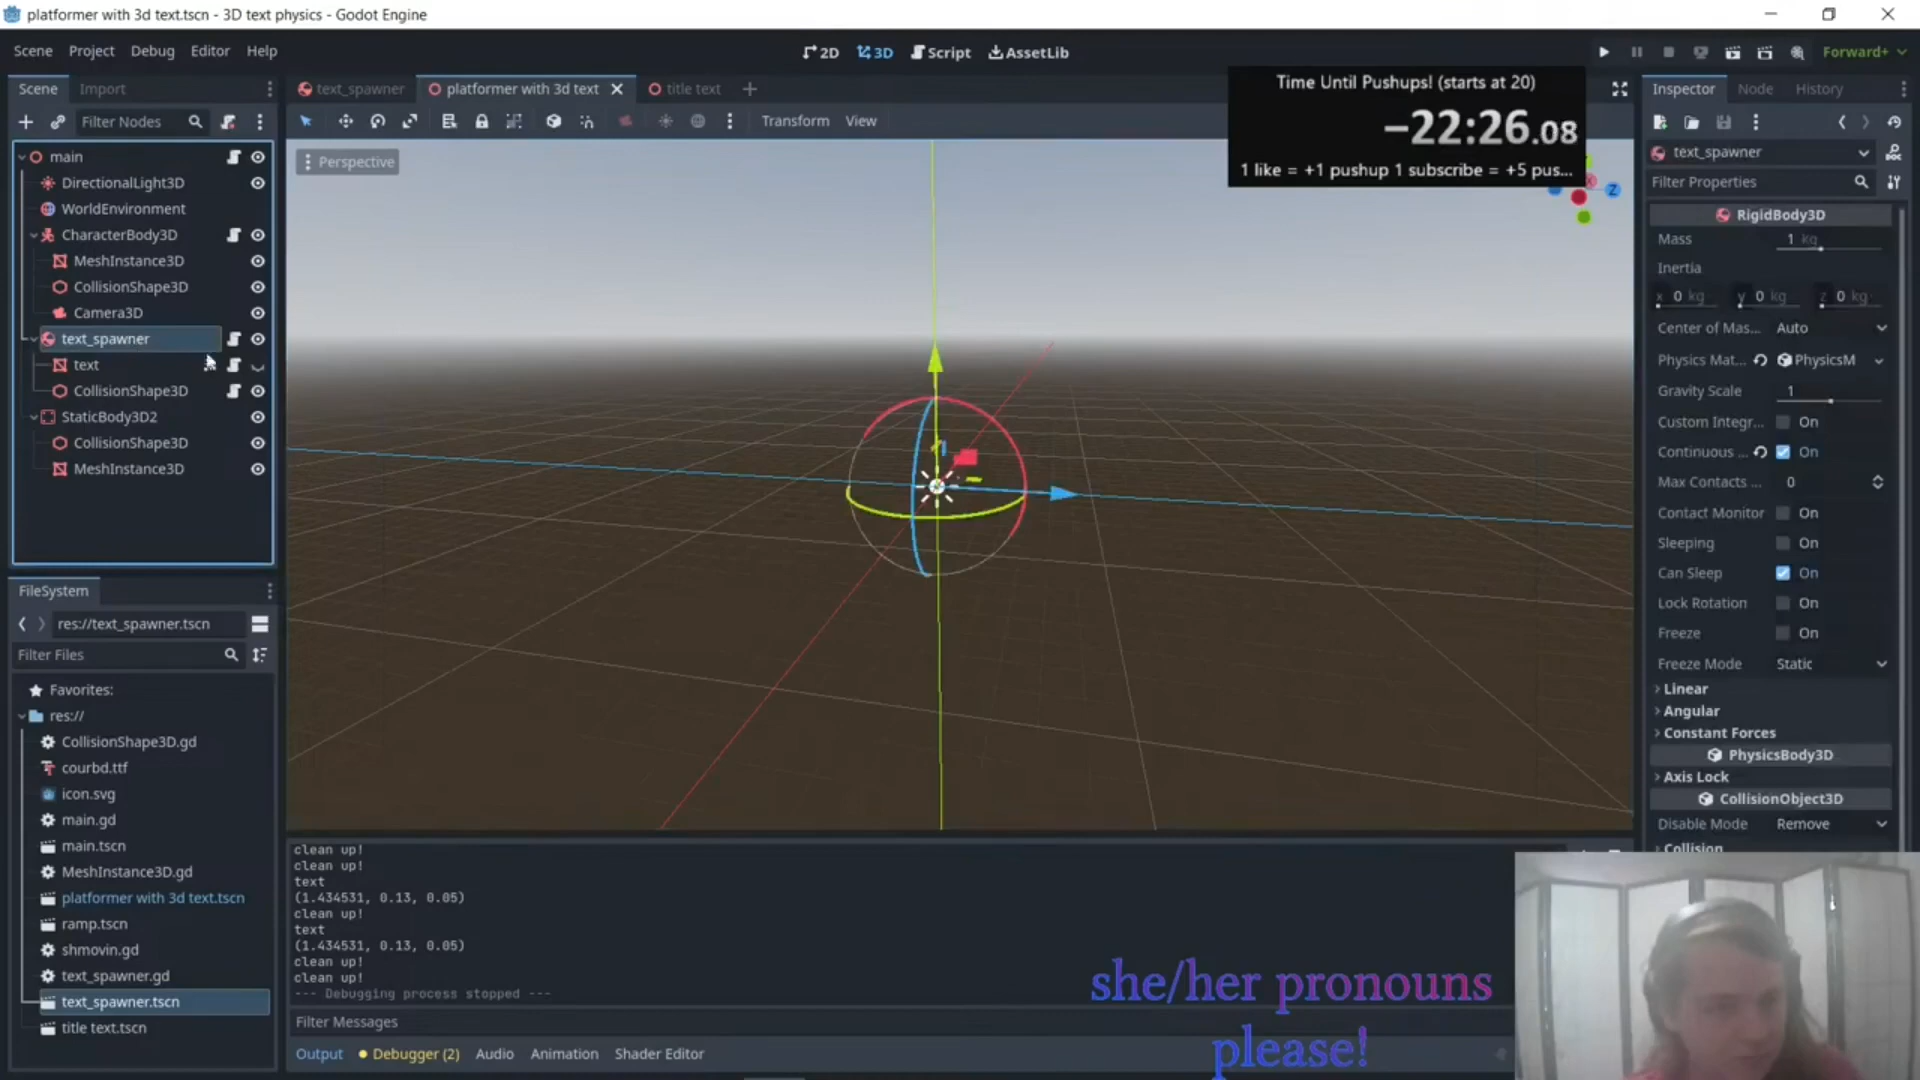 platformer with 3d text.tscn - 3D text physics - Godot Engine
Scene Project Debug Editor Help
2D 3D Script AssetLib
Forward+
Scene Import
text_spawner platformer with 3d text title text
Time Until Pushups! (starts at 20)
-22:26.08
1 like = +1 pushup 1 subscribe = +5 pus...
Inspector Node History
Filter Nodes
Transform View
main
DirectionalLight3D
WorldEnvironment
CharacterBody3D
MeshInstance3D
CollisionShape3D
Camera3D
text_spawner
text
CollisionShape3D
StaticBody3D2
CollisionShape3D
MeshInstance3D
Perspective
Z
text_spawner
Filter Properties
RigidBody3D
Mass 1 kg
Inertia
x 0 kg y 0 kg z 0 kg
Center of Mas... Auto
Physics Mat... PhysicsM
Gravity Scale 1
Custom Integr... On
Continuous ... On
Max Contacts ... 0
Contact Monitor On
Sleeping On
Can Sleep On
Lock Rotation On
Freeze On
Freeze Mode Static
Linear
Angular
Constant Forces
PhysicsBody3D
Axis Lock
CollisionObject3D
Disable Mode Remove
Collision
FileSystem
res://text_spawner.tscn
Filter Files
Favorites:
res://
CollisionShape3D.gd
courbd.ttf
icon.svg
main.gd
main.tscn
MeshInstance3D.gd
platformer with 3d text.tscn
ramp.tscn
shmovin.gd
text_spawner.gd
text_spawner.tscn
title text.tscn
clean up!
clean up!
text
(1.434531, 0.13, 0.05)
clean up!
text
(1.434531, 0.13, 0.05)
clean up!
clean up!
--- Debugging process stopped ---
Filter Messages
Output Debugger (2) Audio Animation Shader Editor
she/her pronouns
please!